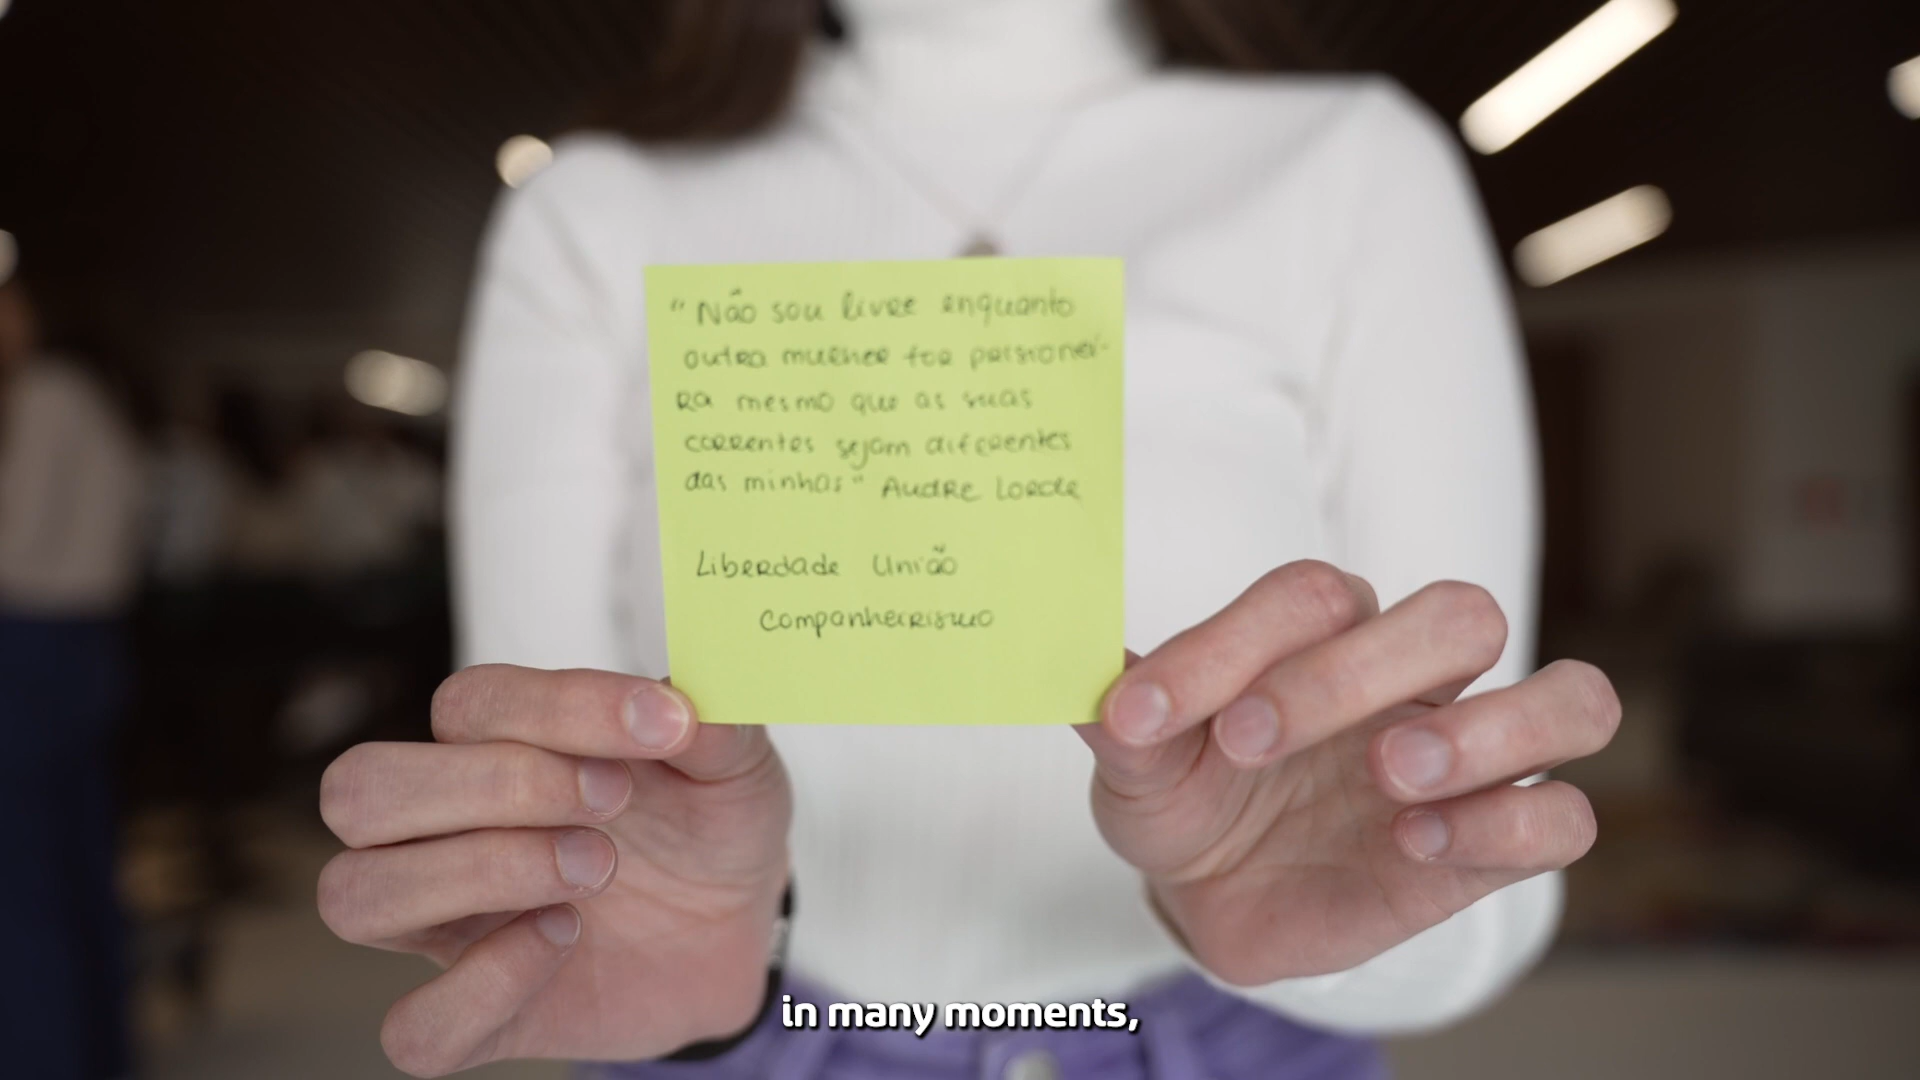 "Não sou livre enquanto
outra mulher for prisionei-
ra mesmo que as suas
correntes sejam diferentes
das minhas" Audre Lorde
Liberdade União
Companheirismo
in many moments,